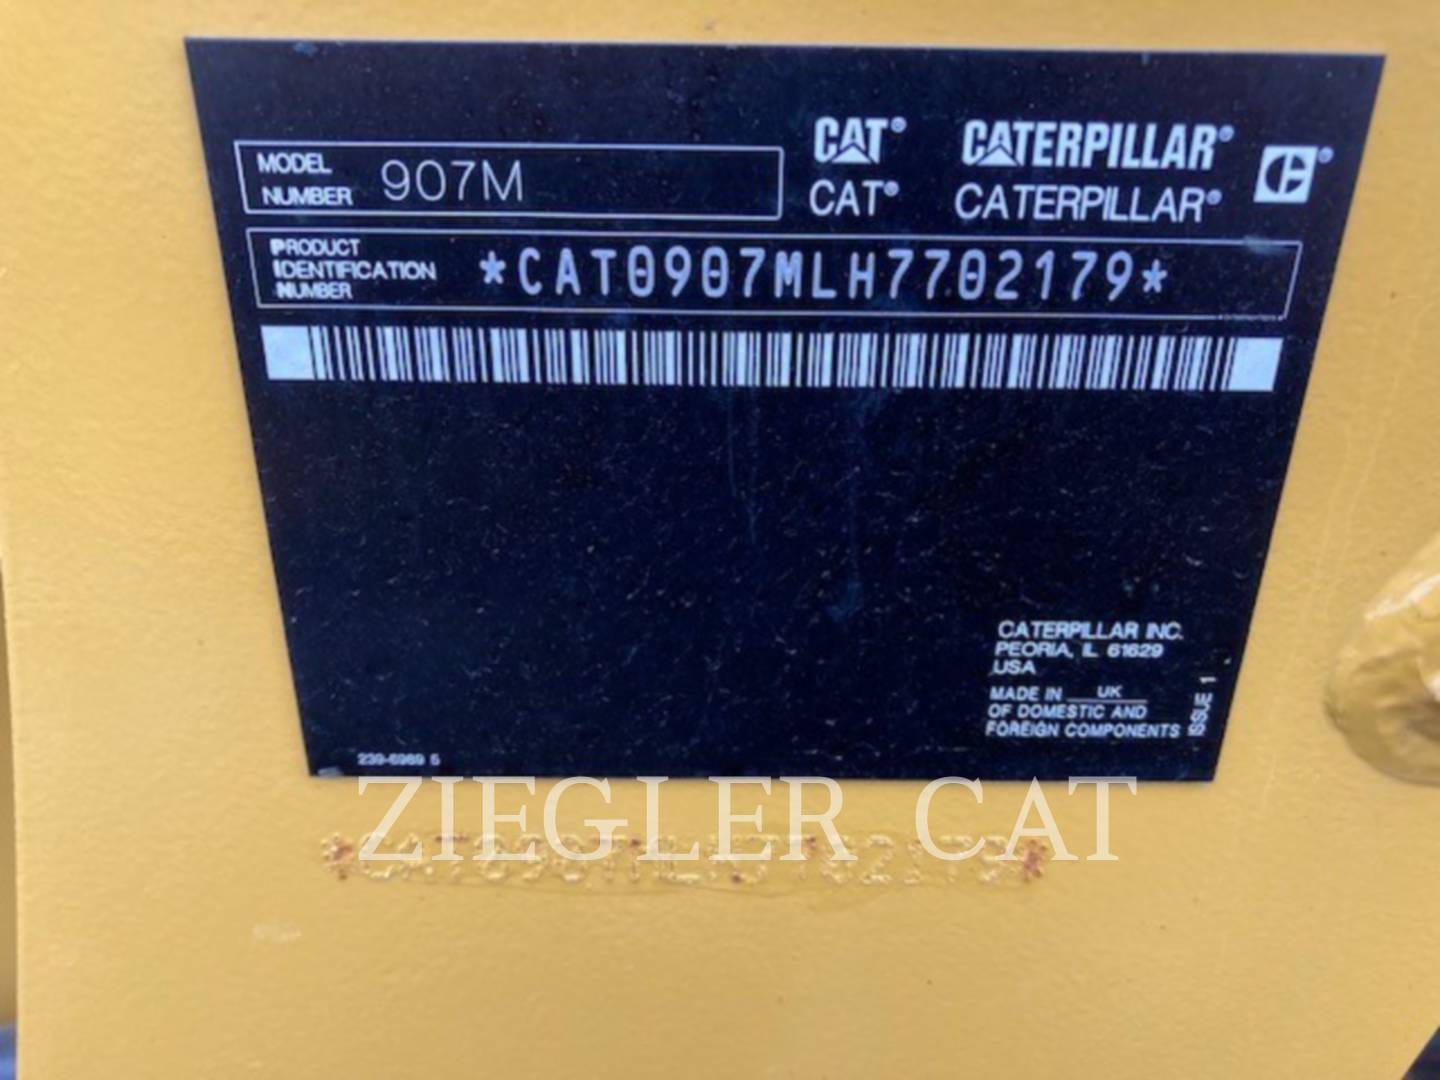 CAT® CATERPILLAR®
MODEL NUMBER 907M
CAT® CATERPILLAR®
PRODUCT IDENTIFICATION NUMBER *CAT0907MLH7702179*
CATERPILLAR INC.
PEORIA, IL 61629
USA
MADE IN UK
OF DOMESTIC AND
FOREIGN COMPONENTS
ISSUE 1
239-6989 5
ZIEGLER CAT